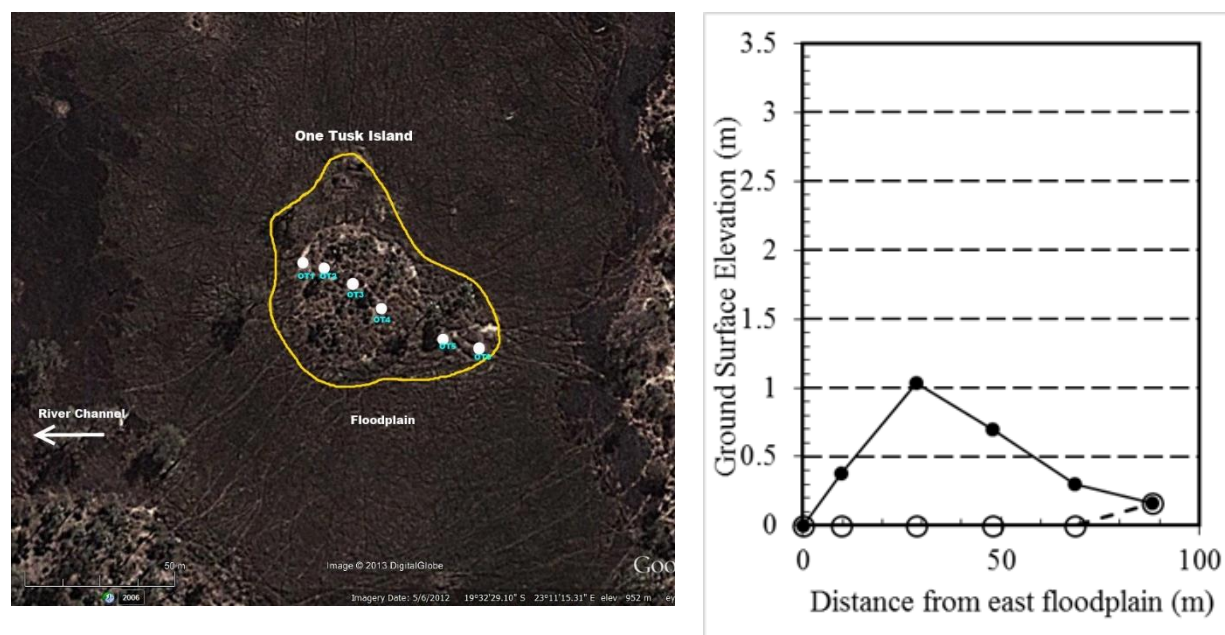 One Tusk Island
OT1 OT2
OT3
OT4
OT5
River Channel
Floodplain
50 m
2006
Image © 2013 DigitalGlobe
Goo
Imagery Date: 5/6/2012 19°32'29.10" S 23°11'15.31" E elev 952 m
3.5
3
2.5
2
1.5
1
0.5
0
Ground Surface Elevation (m)
0 50 100
Distance from east floodplain (m)